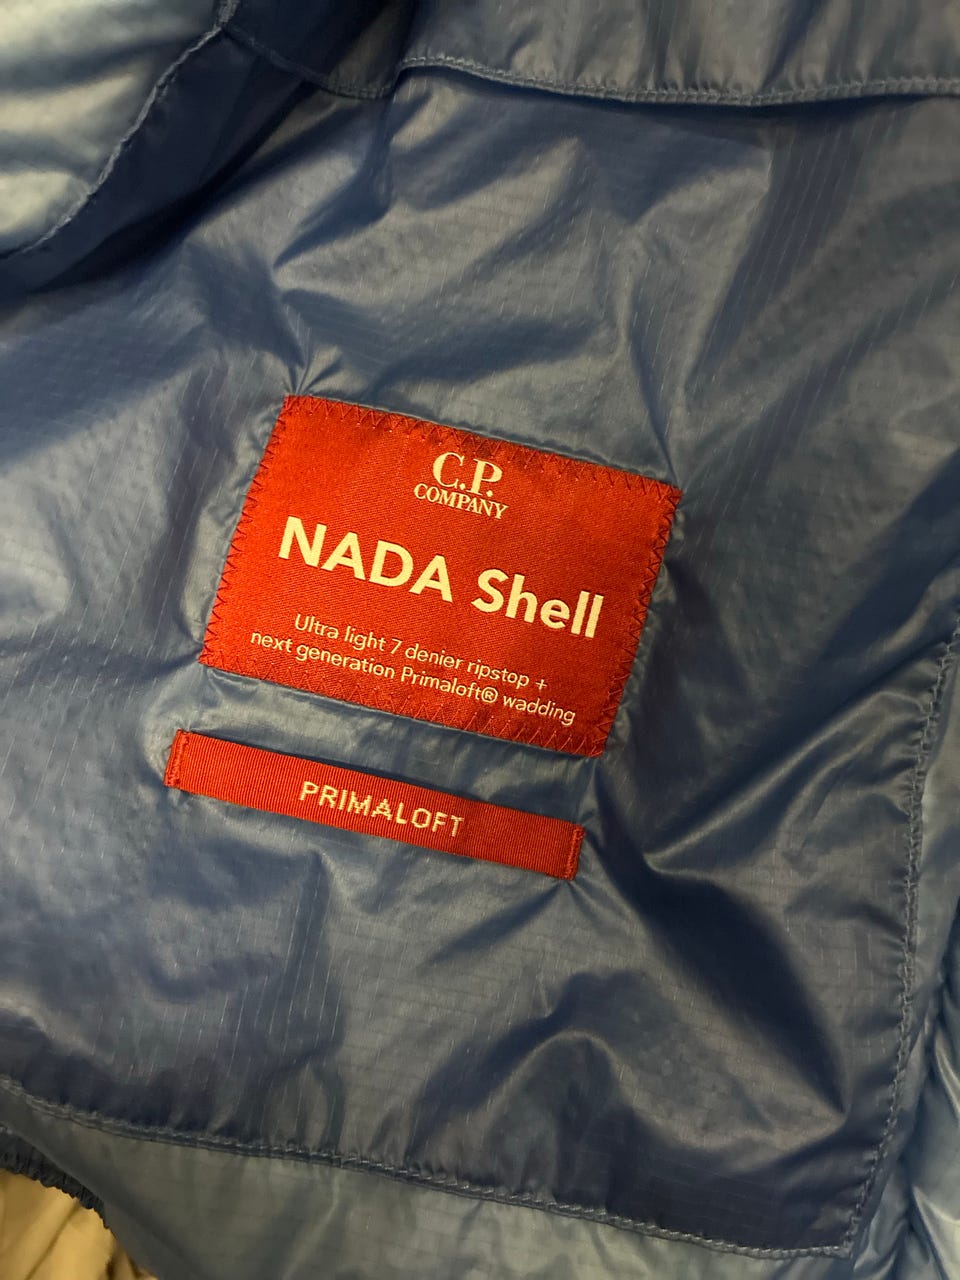 C.P.
COMPANY
NADA Shell
Ultra light 7 denier ripstop +
next generation Primaloft® wadding
PRIMALOFT